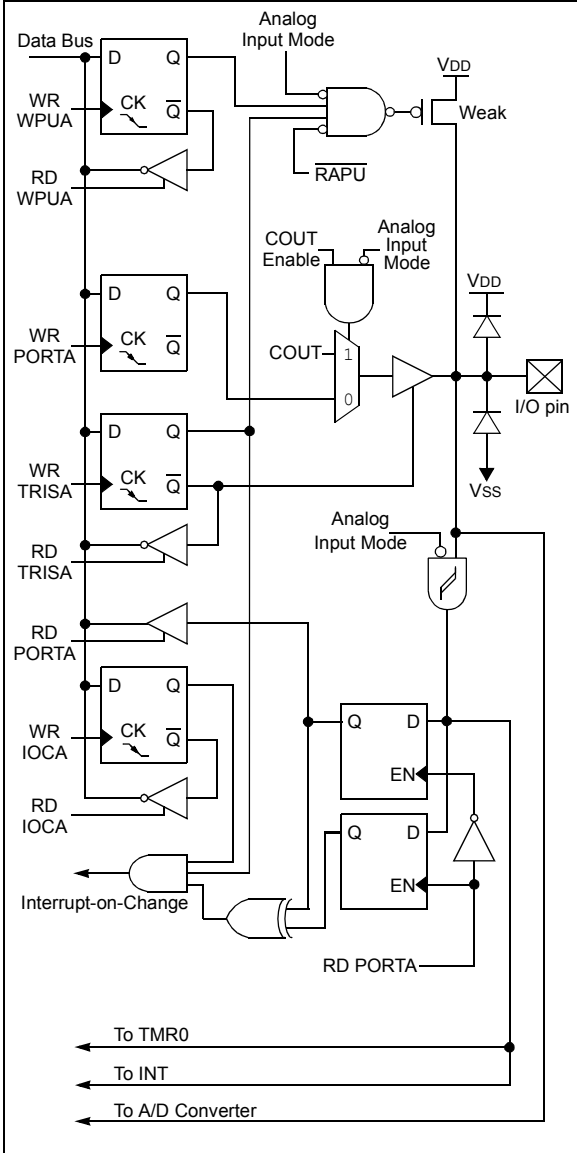 Data Bus
D Q
WR
WPUA
CK Q̅
RD
WPUA
Analog
Input Mode
VDD
Weak
R̅A̅P̅U̅
COUT
Enable
Analog
Input
Mode
D Q
WR
PORTA
CK Q̅
COUT
1
0
VDD
I/O pin
VSS
D Q
WR
TRISA
CK Q̅
RD
TRISA
Analog
Input Mode
RD
PORTA
D Q
WR
IOCA
CK Q̅
RD
IOCA
Q D
EN
Q D
EN
Interrupt-on-Change
RD PORTA
To TMR0
To INT
To A/D Converter